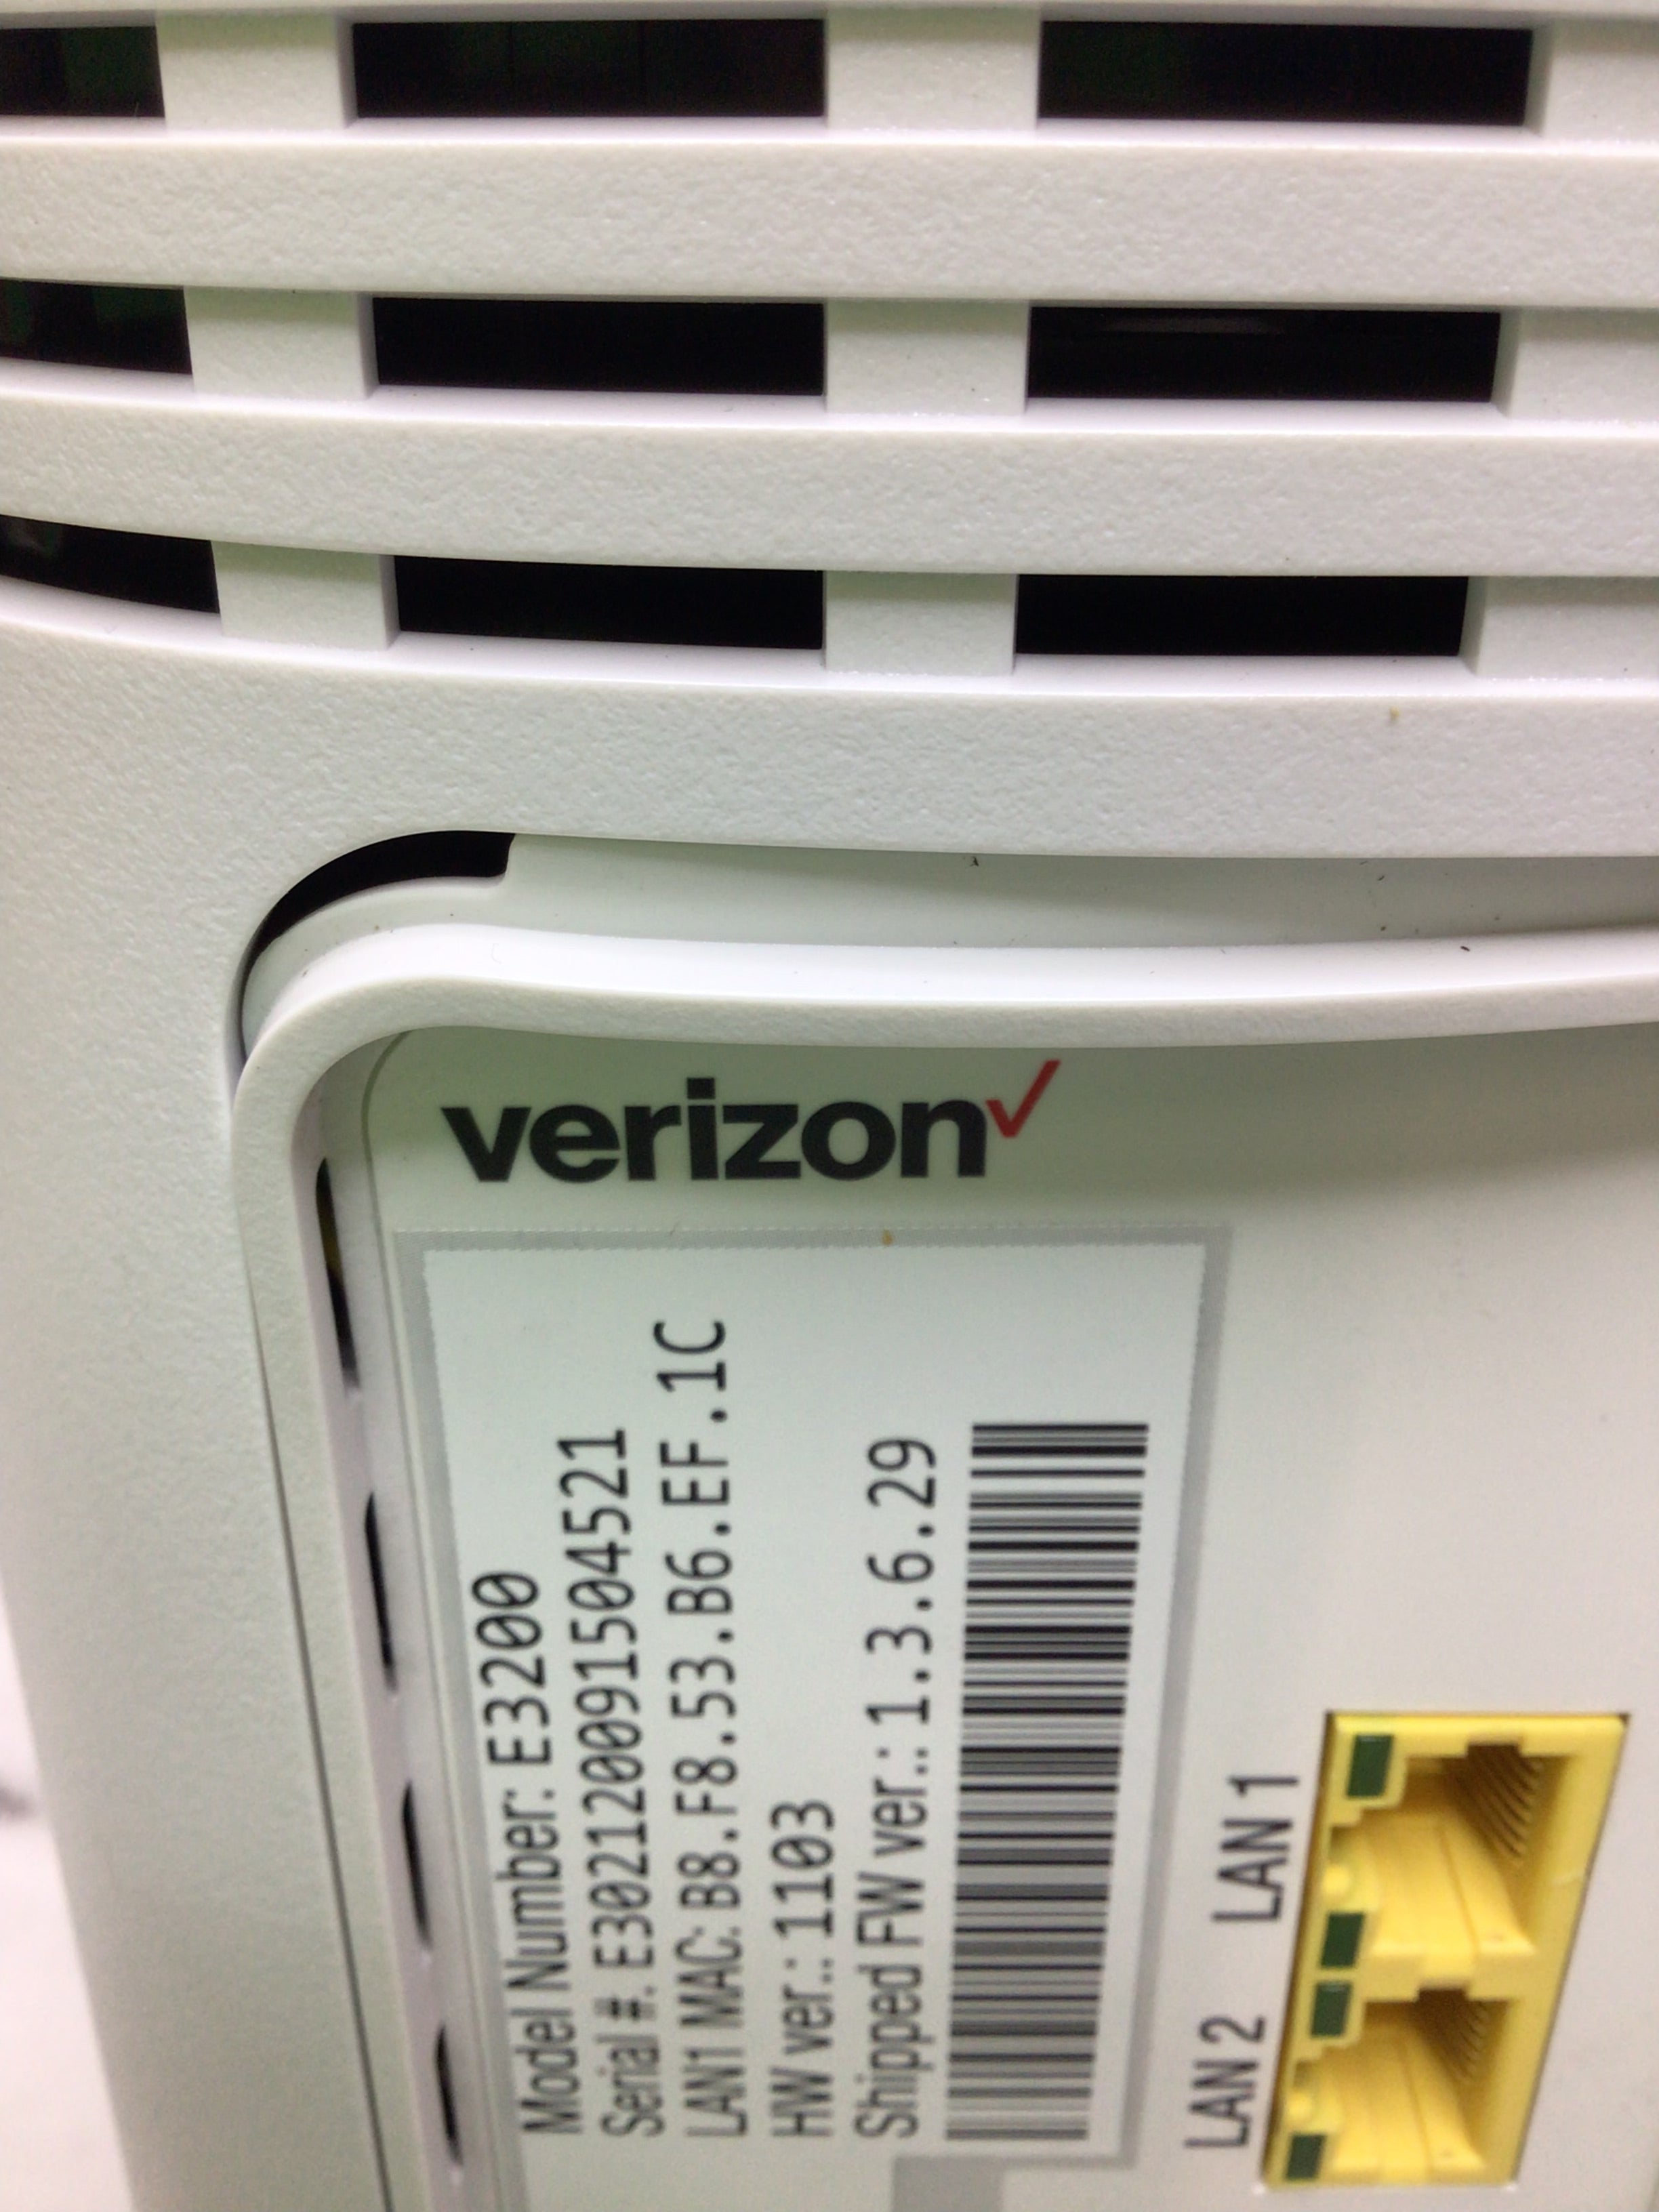 verizon
Model Number: E3200
Serial #: E302120091504521
LAN1 MAC: B8.F8.53.B6.EF.1C
HW ver.: 1103
Shipped FW ver.: 1.3.6.29
LAN 2 LAN 1